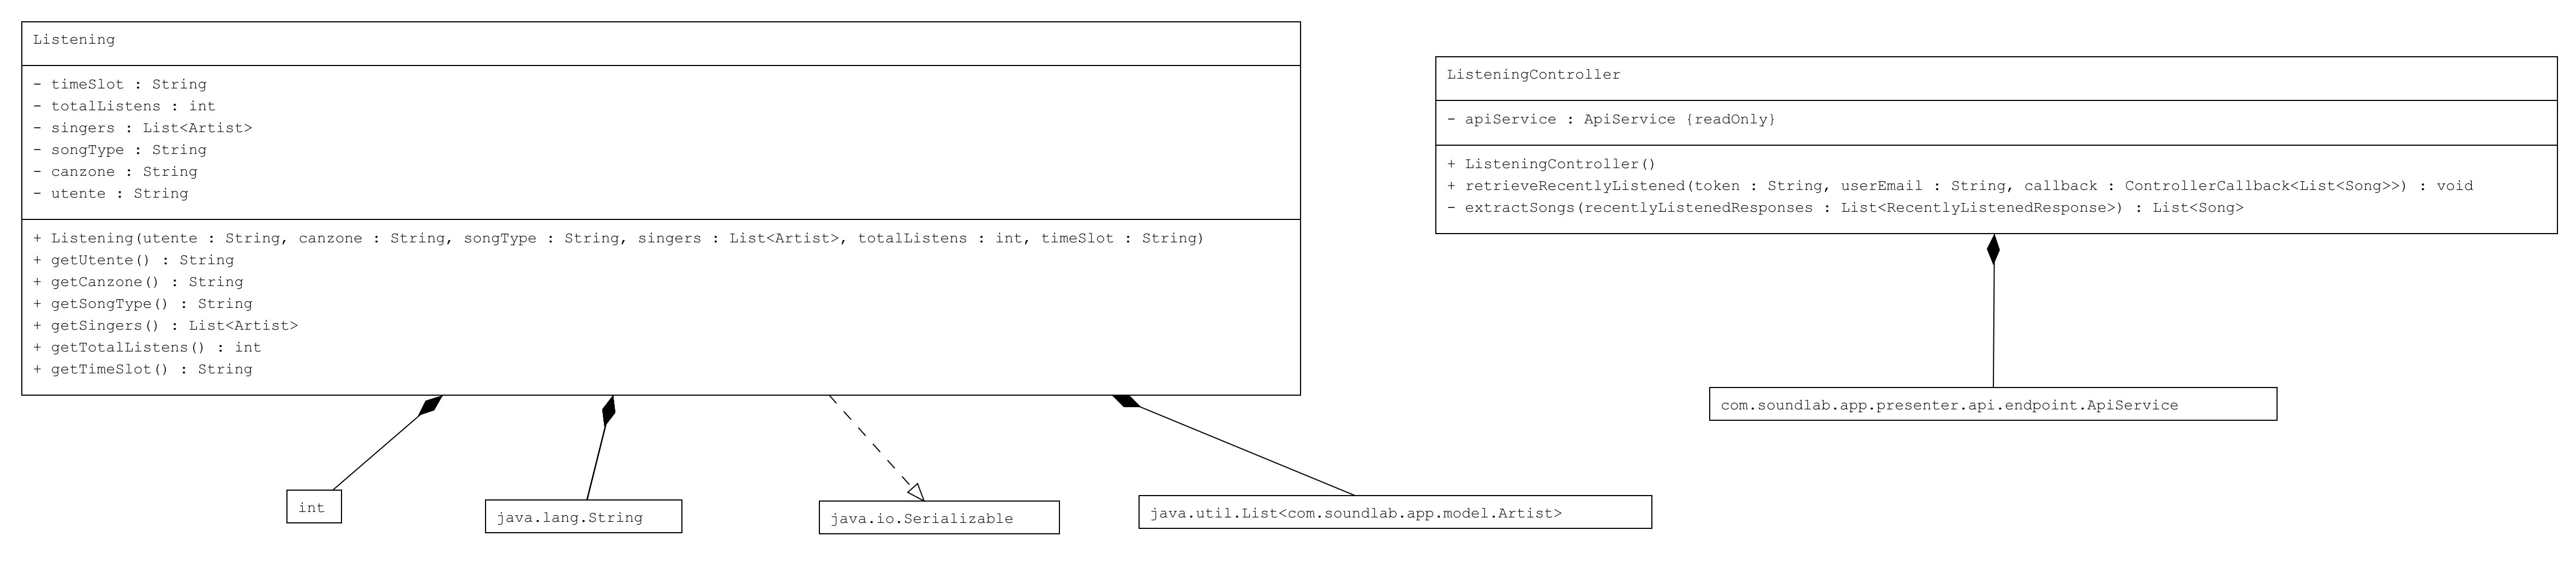 Listening
- timeSlot : String
- totalListens : int
- singers : List<Artist>
- songType : String
- canzone : String
- utente : String
+ Listening(utente : String, canzone : String, songType : String, singers : List<Artist>, totalListens : int, timeSlot : String)
+ getUtente() : String
+ getCanzone() : String
+ getSongType() : String
+ getSingers() : List<Artist>
+ getTotalListens() : int
+ getTimeSlot() : String
ListeningController
- apiService : ApiService {readOnly}
+ ListeningController()
+ retrieveRecentlyListened(token : String, userEmail : String, callback : ControllerCallback<List<Song>>) : void
- extractSongs(recentlyListenedResponses : List<RecentlyListenedResponse>) : List<Song>
com.soundlab.app.presenter.api.endpoint.ApiService
int
java.lang.String
java.io.Serializable
java.util.List<com.soundlab.app.model.Artist>